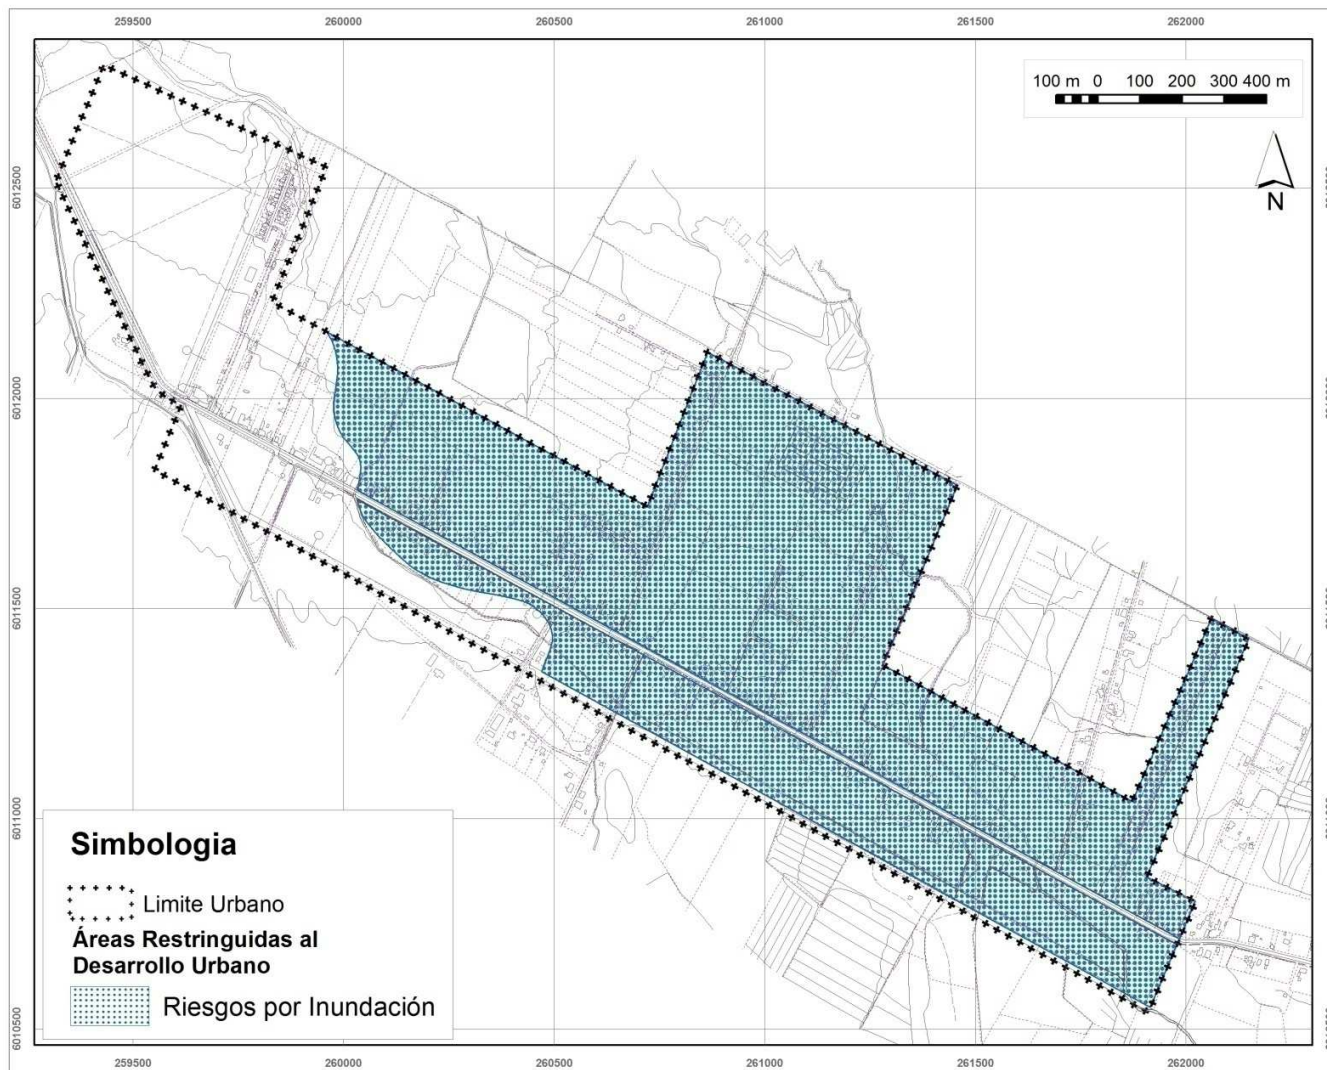 259500 260000 260500 261000 261500 262000
100 m 0 100 200 300 400 m
N
6012500
6012000
6011500
6011000
6010500
Simbologia
Limite Urbano
Áreas Restringuidas al
Desarrollo Urbano
Riesgos por Inundación
259500 260000 260500 261000 261500 262000